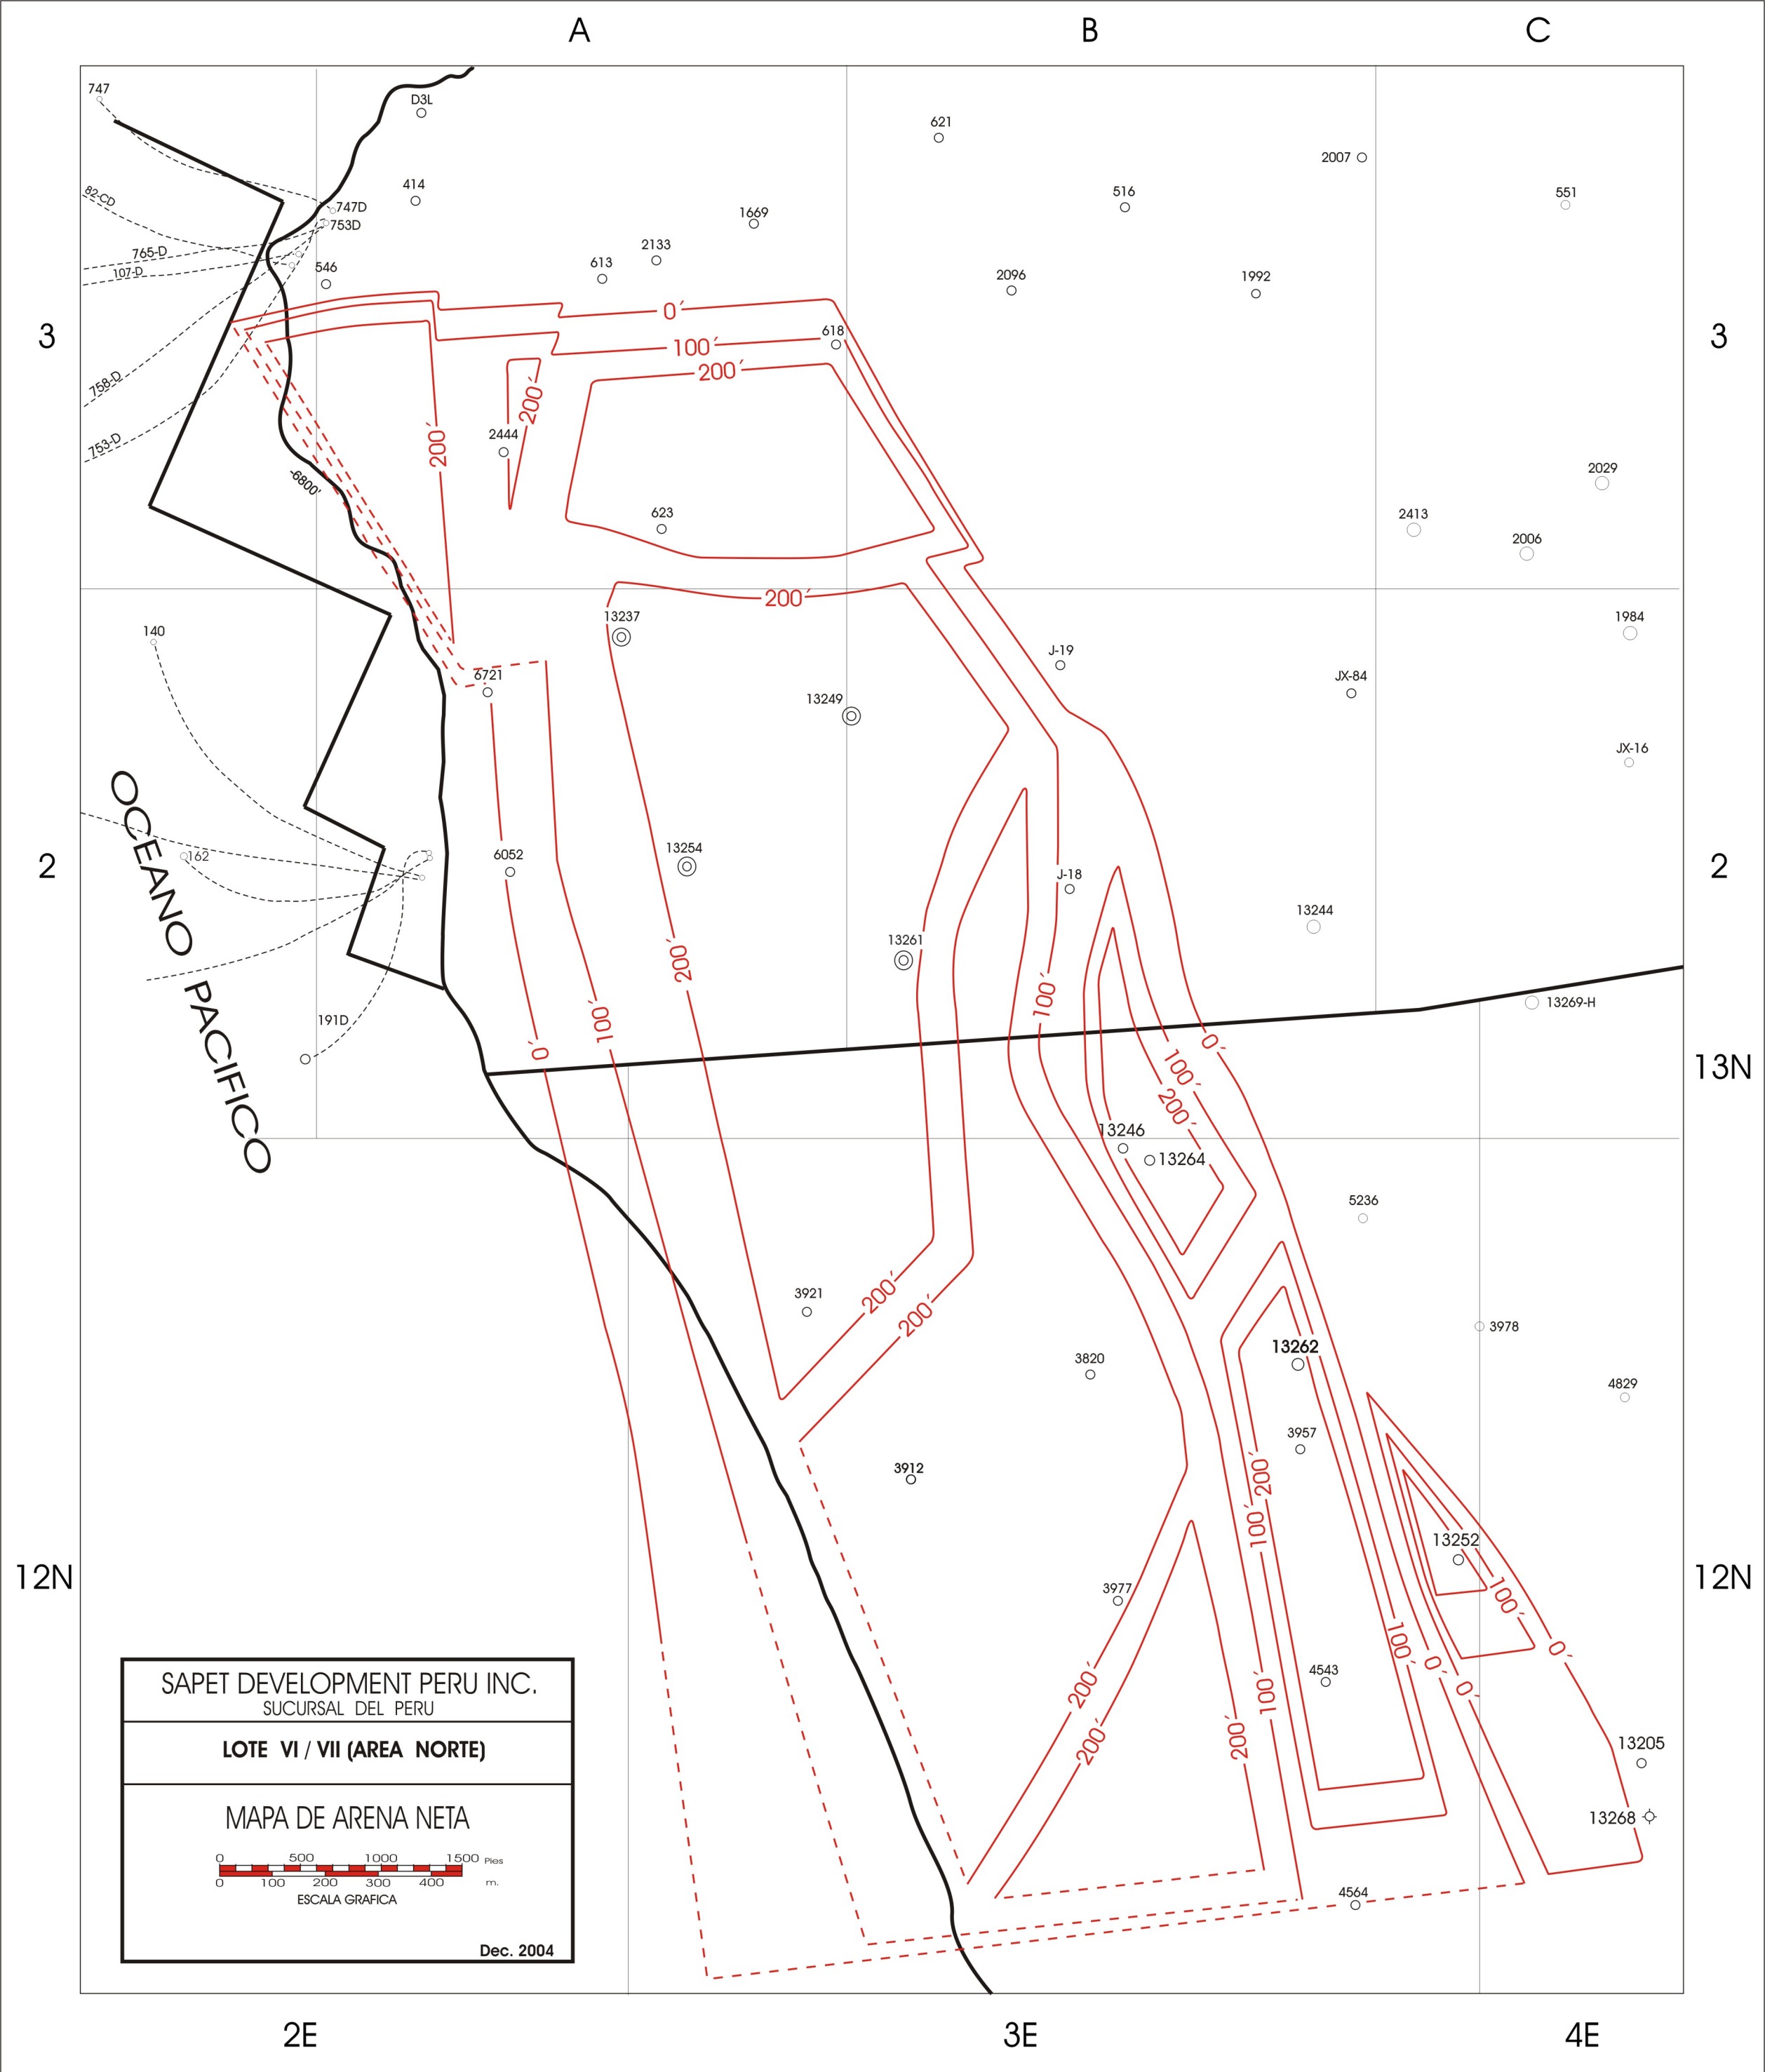 A B C
747
D3L
621
2007
414
516
551
82-CD
747D
753D
1669
765-D
107-D
546
613
2133
2096
1992
0´
3
618
3
100´
200´
758-D
200´
2444
200´
753-D
-6800'
623
2029
2413
2006
200´
140
13237
1984
J-19
6721
13249
JX-84
JX-16
OCEANO PACIFICO
162
6052
13254
2
J-18
2
13244
13261
200´
100´
13269-H
191D
100´
0´
0´
13N
100´
200´
13246
13264
5236
3921
200´
200´
3978
13262
3820
4829
3957
3912
200´
100´
13252
12N
3977
100´
12N
100´
0´
0´
4543
200´
100´
0´
200´
200´
13205
13268
4564
SAPET DEVELOPMENT PERU INC.
SUCURSAL DEL PERU
LOTE VI / VII (AREA NORTE)
MAPA DE ARENA NETA
0 500 1000 1500 Pies
0 100 200 300 400 m.
ESCALA GRAFICA
Dec. 2004
2E 3E 4E